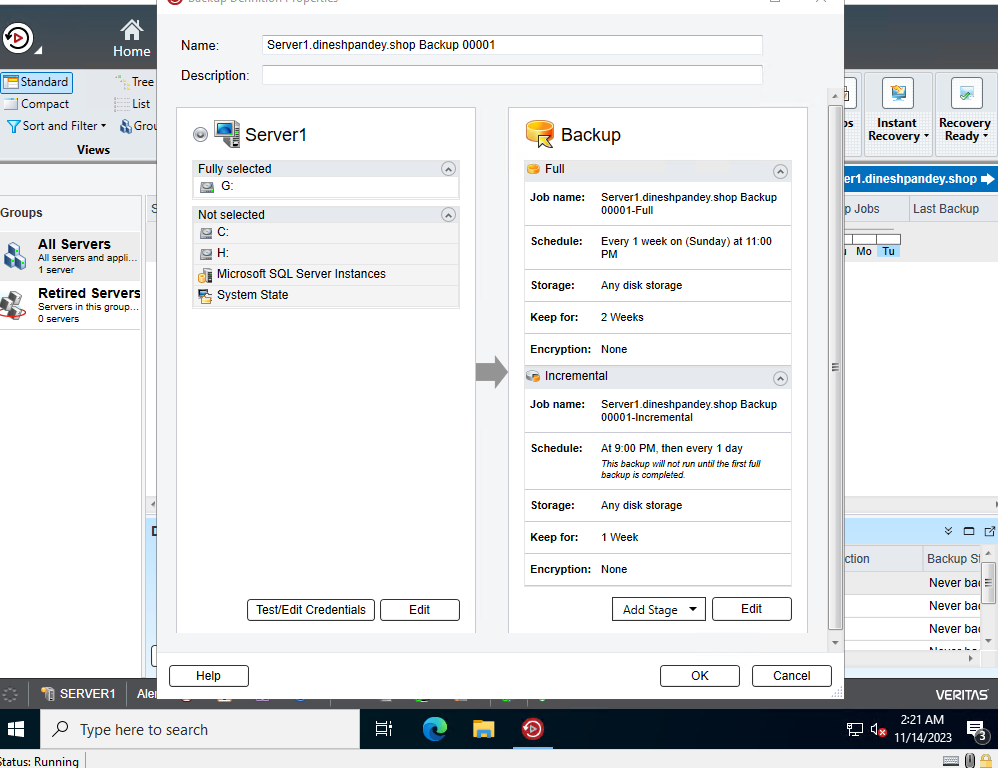 Backup Definition Properties
Home
Name:
Server1.dineshpandey.shop Backup 00001
Description:
Standard
Tree
Compact
List
Sort and Filter
Views
Instant
Recovery
Recovery
Ready
Server1
Backup
Fully selected
G:
Not selected
C:
H:
Microsoft SQL Server Instances
System State
Full
Job name:
Server1.dineshpandey.shop Backup
00001-Full
Schedule:
Every 1 week on (Sunday) at 11:00
PM
Storage:
Any disk storage
Keep for:
2 Weeks
Encryption:
None
Incremental
Job name:
Server1.dineshpandey.shop Backup
00001-Incremental
Schedule:
At 9:00 PM, then every 1 day
This backup will not run until the first full
backup is completed.
Storage:
Any disk storage
Keep for:
1 Week
Encryption:
None
Groups
All Servers
All servers and appli...
1 server
Retired Servers
Servers in this group...
0 servers
er1.dineshpandey.shop
p Jobs
Last Backup
Mo
Tu
ction
Backup St
Never bac
Never bac
Never bac
Test/Edit Credentials
Edit
Add Stage
Edit
Help
OK
Cancel
SERVER1
Aler
VERITAS
Type here to search
2:21 AM
11/14/2023
3
Status: Running